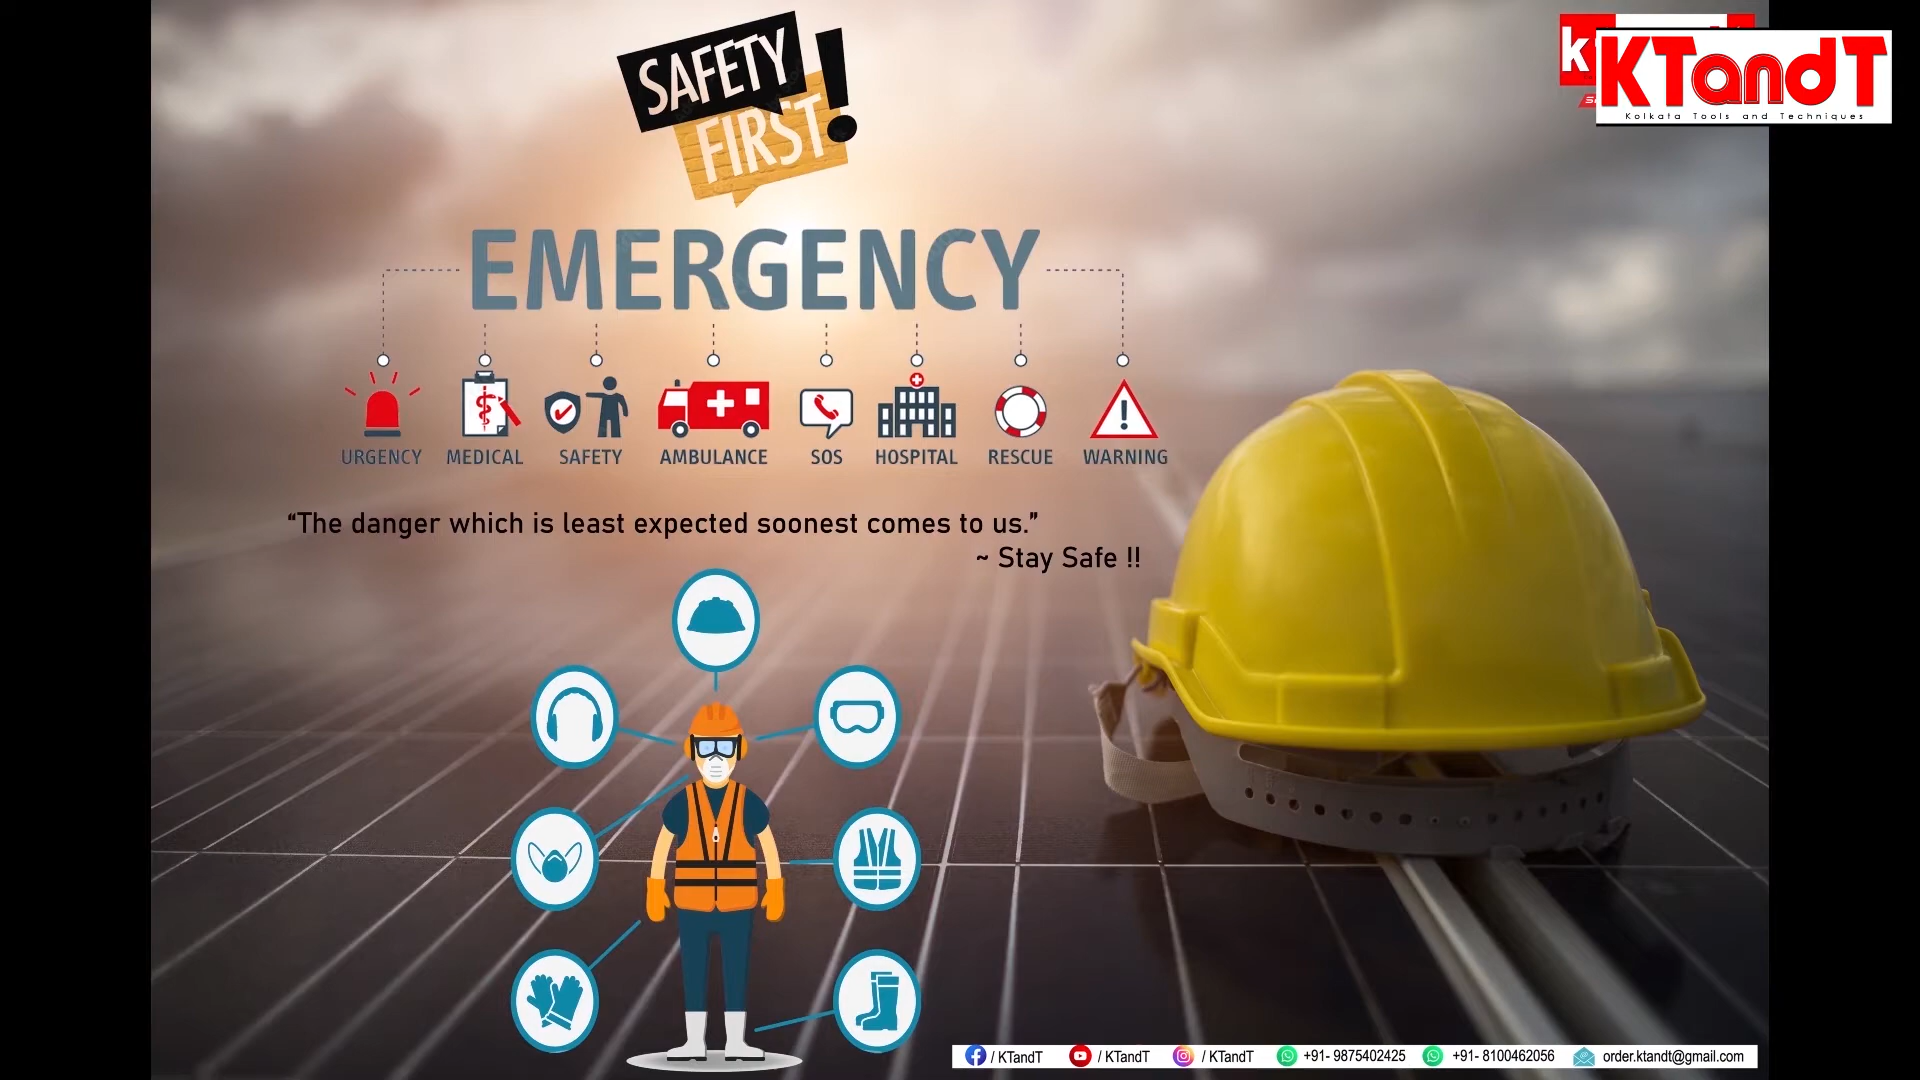 SAFETY
FIRST!
KTandT
Kolkata Tools and Techniques
EMERGENCY
URGENCY MEDICAL SAFETY AMBULANCE SOS HOSPITAL RESCUE WARNING
“The danger which is least expected soonest comes to us.”
~ Stay Safe !!
/ KTandT / KTandT / KTandT +91- 9875402425 +91- 8100462056 order.ktandt@gmail.com